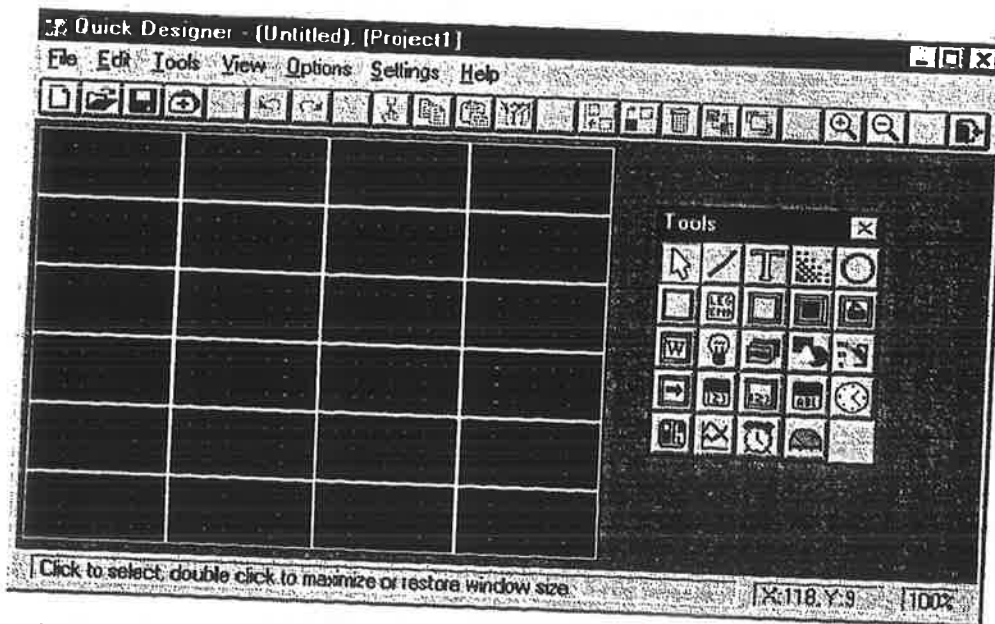 Quick Designer - (Untitled), [Project1]
File Edit Tools View Options Settings Help
Tools
T
W
Click to select, double click to maximize or restore window size
X:118, Y:9
100%